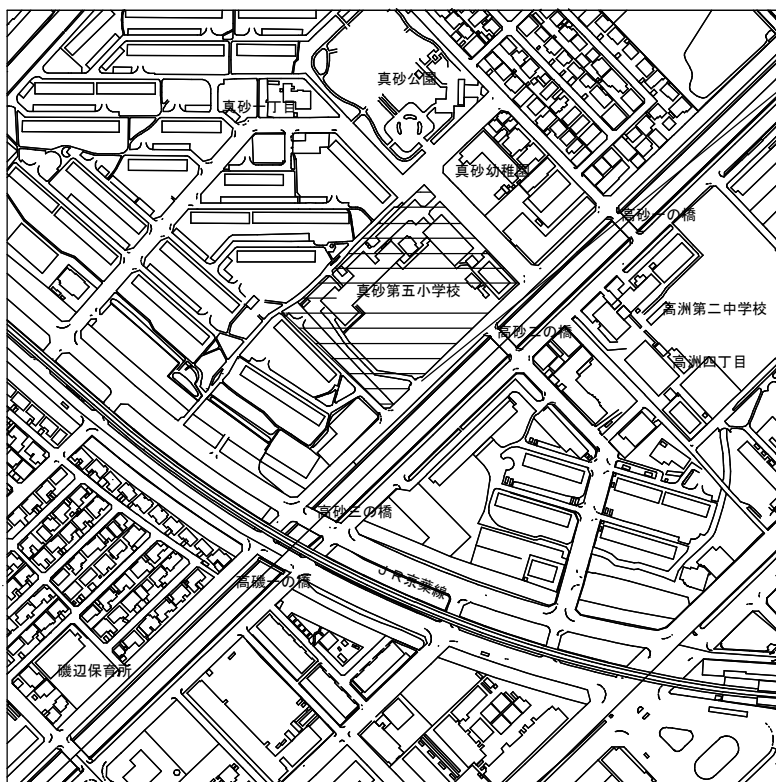 真砂公園
真砂一丁目
真砂幼稚園
高砂一の橋
真砂第五小学校
高洲第二中学校
高砂二の橋
高洲四丁目
高砂三の橋
JR京葉線
高磯一の橋
磯辺保育所